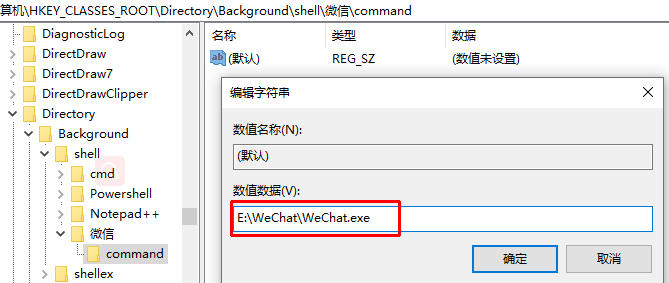 算机\HKEY_CLASSES_ROOT\Directory\Background\shell\微信\command
DiagnosticLog
DirectDraw
DirectDraw7
DirectDrawClipper
Directory
Background
shell
cmd
Powershell
Notepad++
微信
command
shellex
名称 类型 数据
ab (默认) REG_SZ (数值未设置)
编辑字符串
数值名称(N):
(默认)
数值数据(V):
E:\WeChat\WeChat.exe
确定 取消